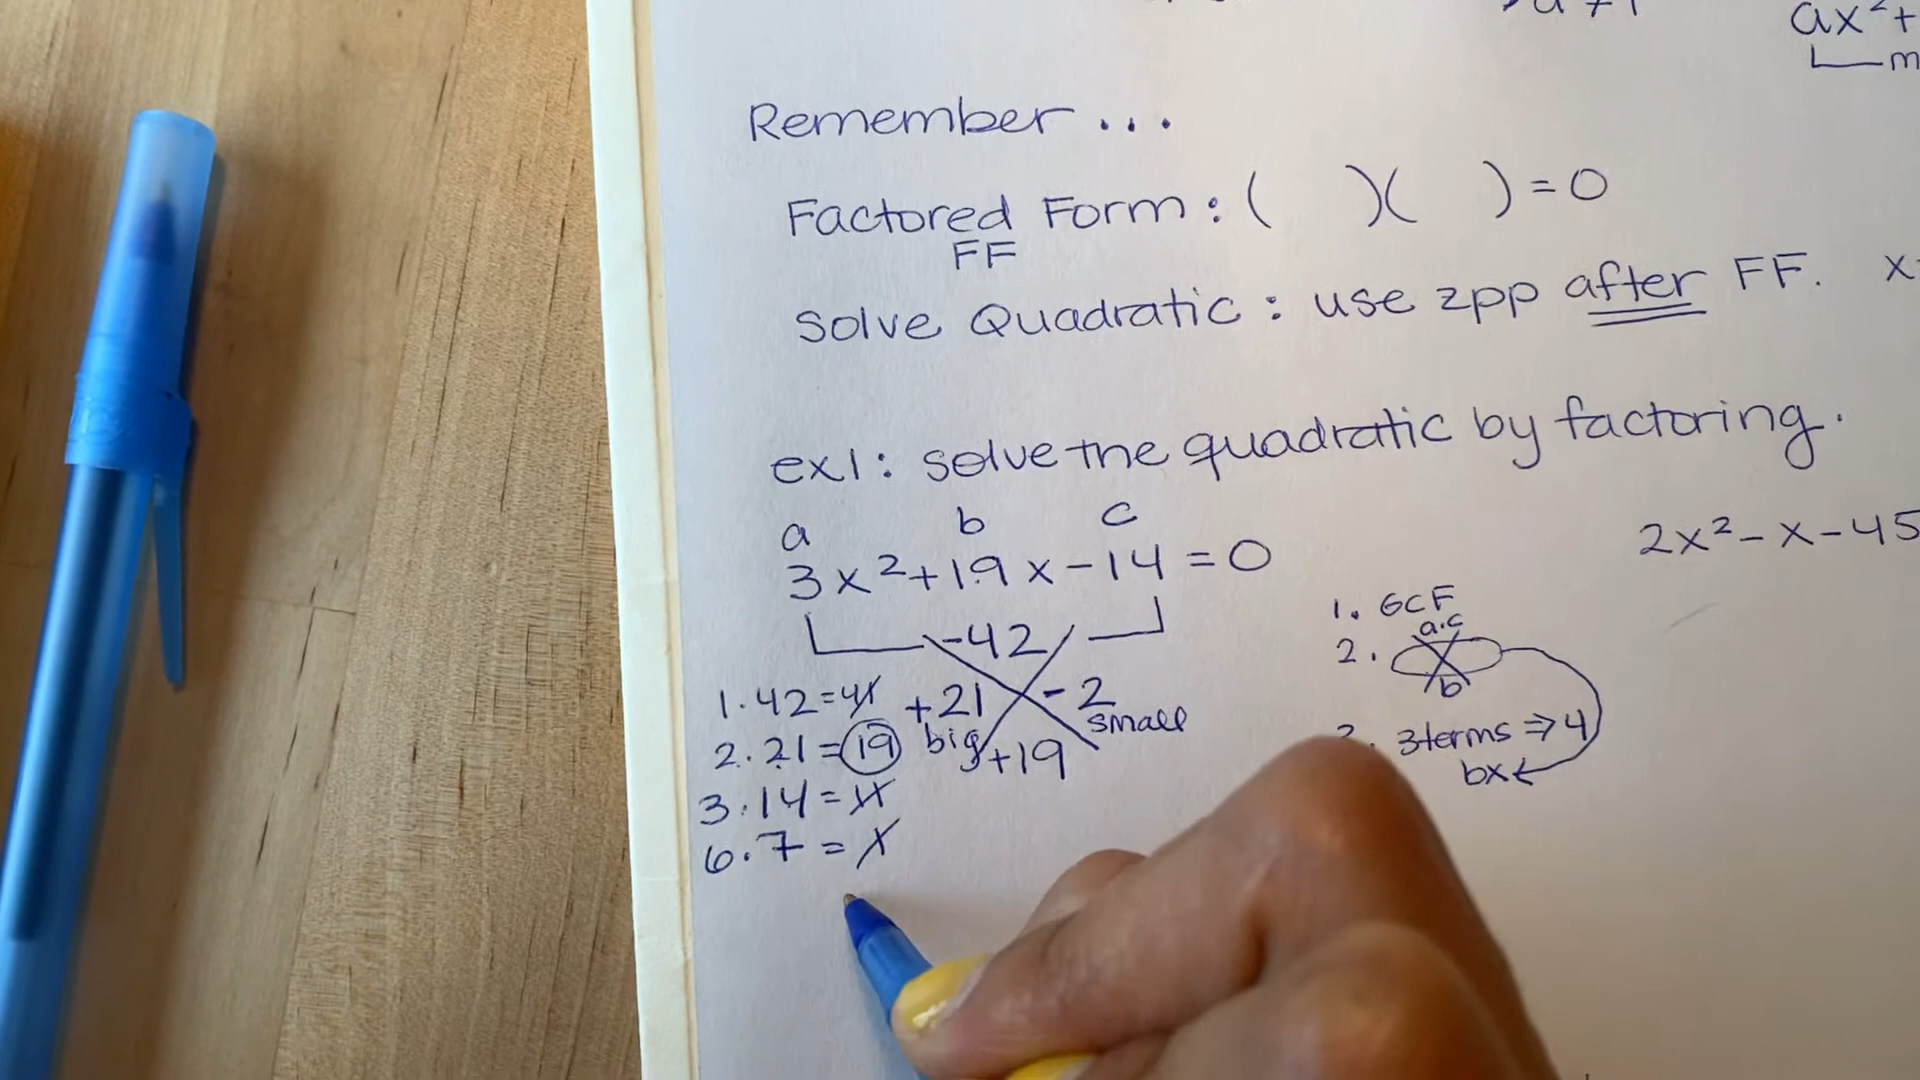 ax²+
m
Remember ...
Factored Form : (   )(   ) = 0
FF
Solve Quadratic : use zpp after FF. x
ex1: solve the quadratic by factoring.
a b c
3x²+19x-14 = 0
2x²-x-45
-42
1.42=41 +21 -2
big small
2.21=19
+19
3.14=11
6.7=1
1. GCF
2. a.c
b
3terms ⇒ 4
bx